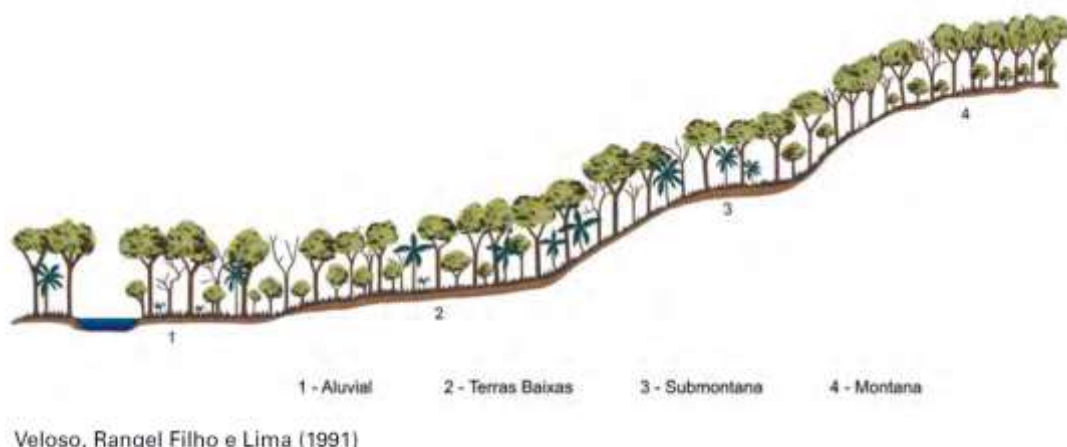 4
3
2
1
1 - Aluvial 2 - Terras Baixas 3 - Submontana 4 - Montana
Veloso, Rangel Filho e Lima (1991)